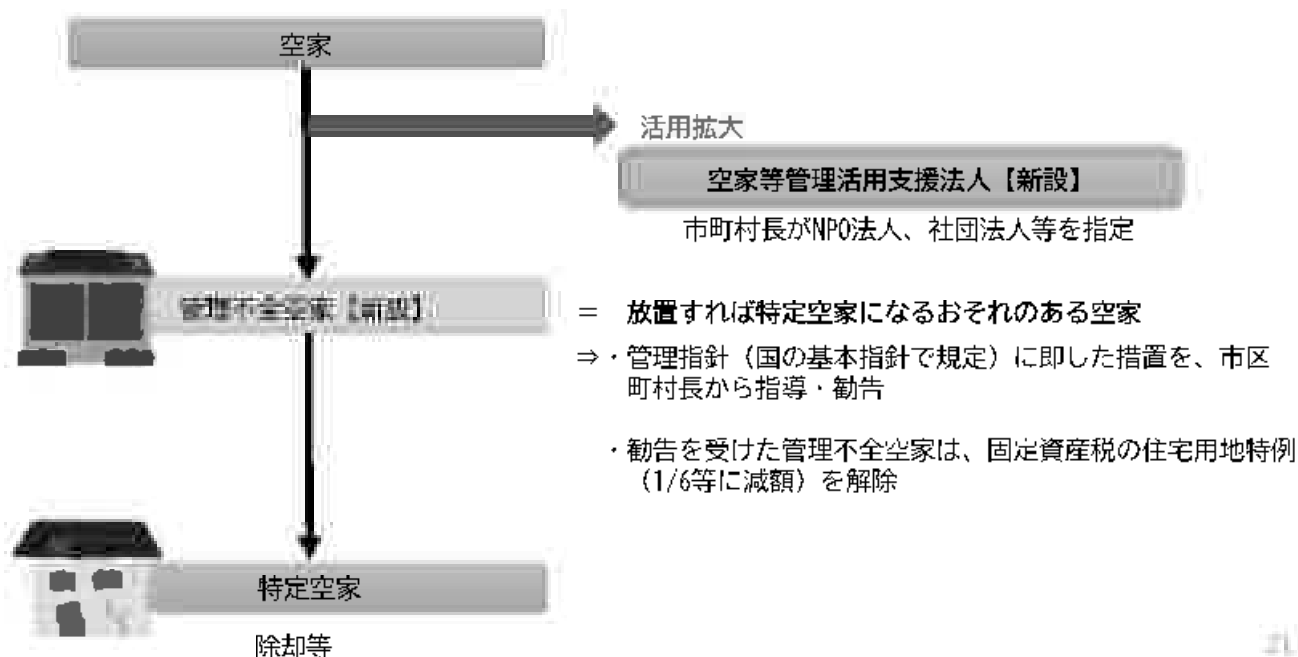 空家
活用拡大
空家等管理活用支援法人【新設】
市町村長がNPO法人、社団法人等を指定
管理不全空家【新設】
= 放置すれば特定空家になるおそれのある空家
⇒・管理指針（国の基本指針で規定）に即した措置を、市区
町村長から指導・勧告
・勧告を受けた管理不全空家は、固定資産税の住宅用地特例
（1/6等に減額）を解除
特定空家
除却等